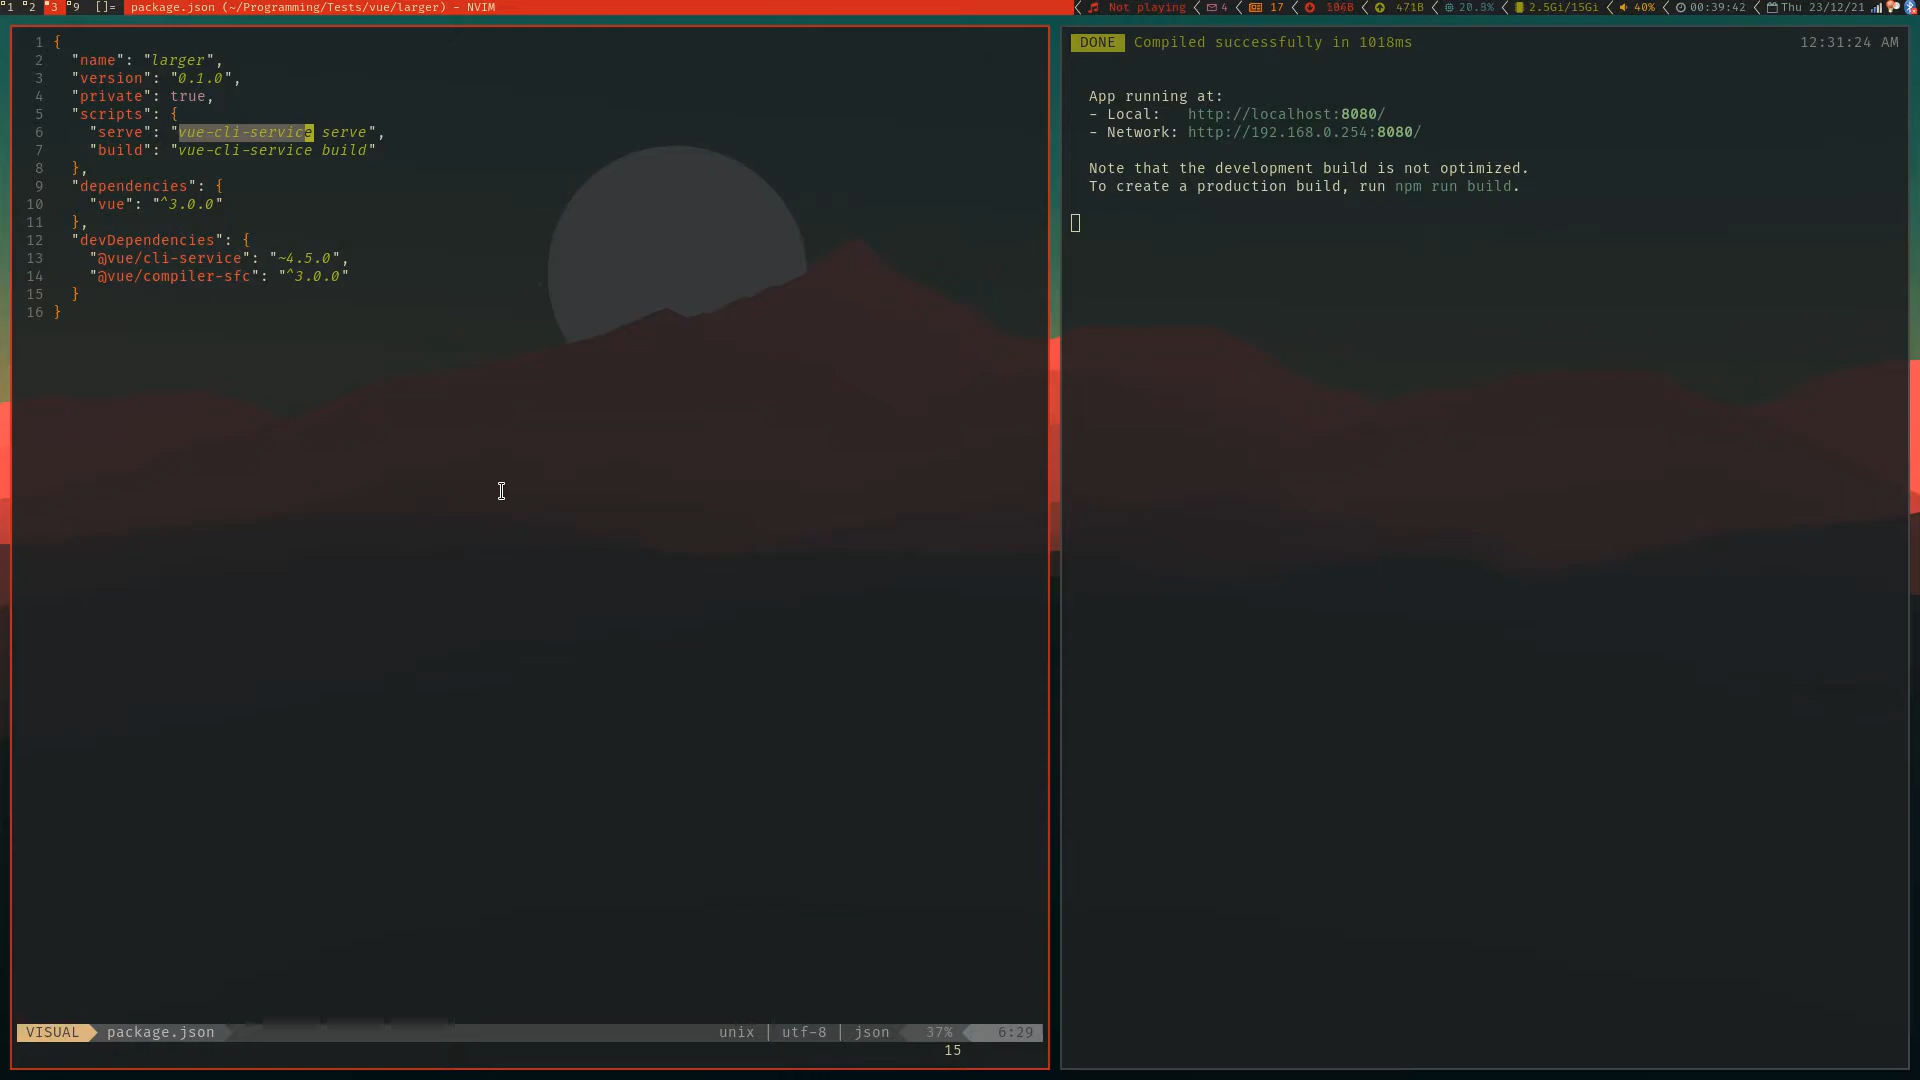 1 2 3 9 []= package.json (~/Programming/Tests/vue/larger) - NVIM
Not playing 4 17 106B 471B 20.8% 2.5Gi/15Gi 40% 00:39:42 Thu 23/12/21
1 {
2 "name": "larger",
3 "version": "0.1.0",
4 "private": true,
5 "scripts": {
6 "serve": "vue-cli-service serve",
7 "build": "vue-cli-service build"
8 },
9 "dependencies": {
10 "vue": "^3.0.0"
11 },
12 "devDependencies": {
13 "@vue/cli-service": "~4.5.0",
14 "@vue/compiler-sfc": "^3.0.0"
15 }
16 }
VISUAL package.json unix | utf-8 | json 37% 6:29
15
DONE Compiled successfully in 1018ms 12:31:24 AM
App running at:
- Local: http://localhost:8080/
- Network: http://192.168.0.254:8080/
Note that the development build is not optimized.
To create a production build, run npm run build.